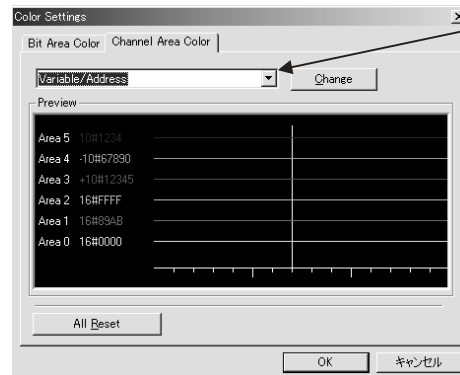 Color Settings
Bit Area Color Channel Area Color
Variable/Address Change
Preview
Area 5 10#1234
Area 4 -10#67890
Area 3 +10#12345
Area 2 16#FFFF
Area 1 16#89AB
Area 0 16#0000
All Reset
OK キャンセル